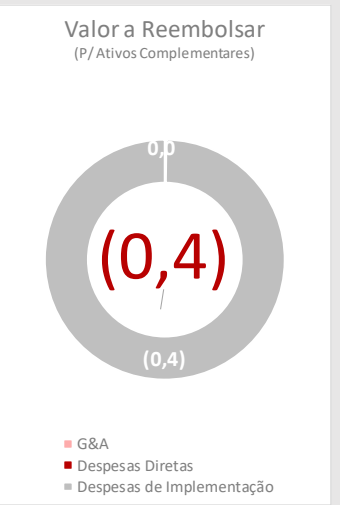 Valor a Reembolsar
(P/ Ativos Complementares)
0,0
(0,4)
(0,4)
G&A
Despesas Diretas
Despesas de Implementação